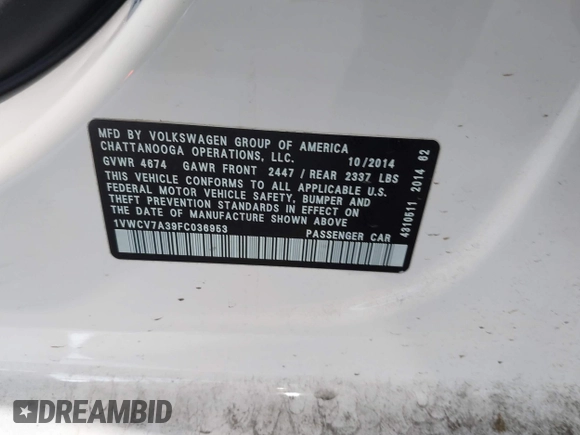 MFD BY VOLKSWAGEN GROUP OF AMERICA
CHATTANOOGA OPERATIONS, LLC. 10/2014
GVWR 4674 GAWR FRONT 2447 / REAR 2337 LBS
THIS VEHICLE CONFORMS TO ALL APPLICABLE U.S.
FEDERAL MOTOR VEHICLE SAFETY, BUMPER AND
THEFT PREVENTION STANDARDS IN EFFECT ON
THE DATE OF MANUFACTURE SHOWN ABOVE
1VWCV7A39FC036953 PASSENGER CAR
4310511 2014 62
DREAMBID